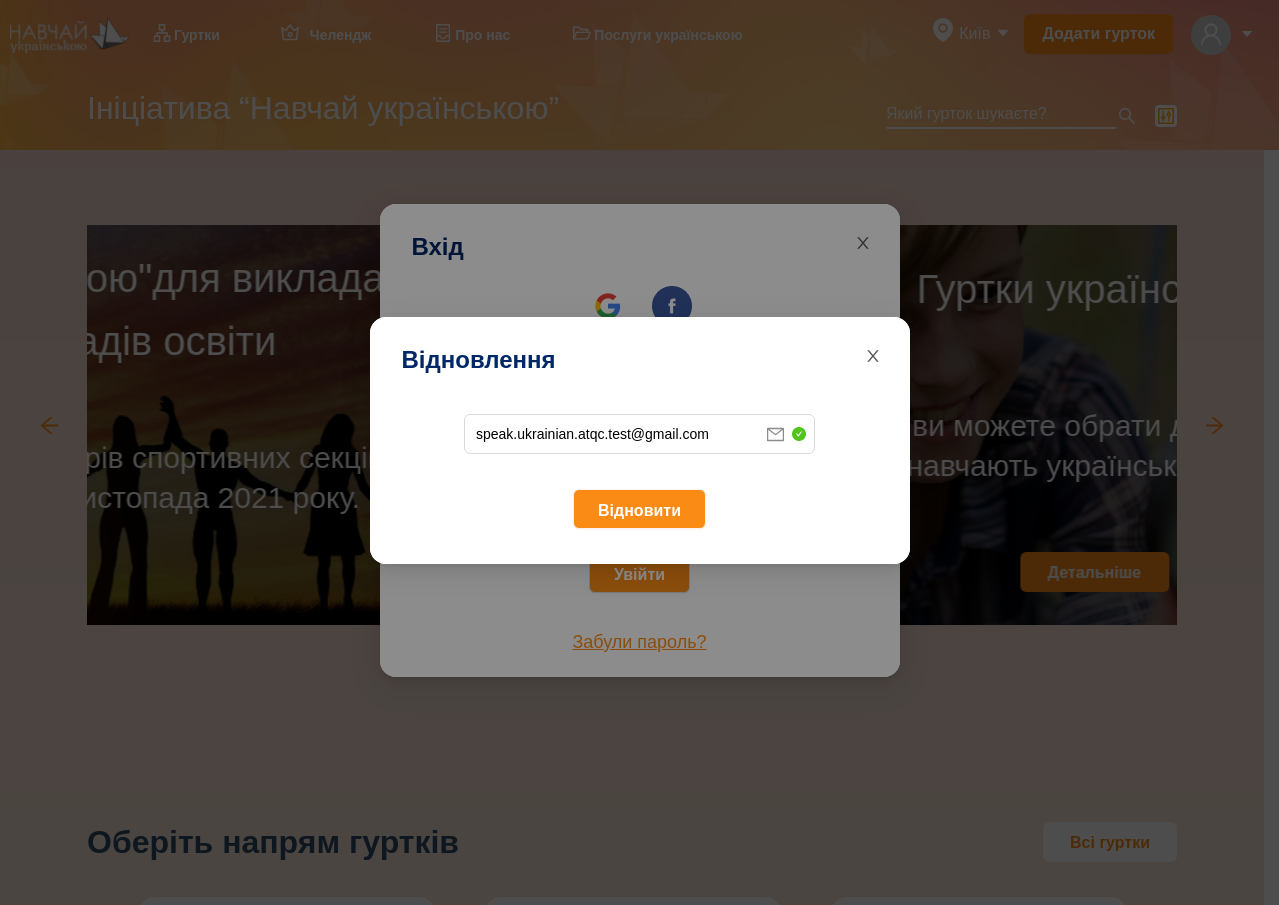 НАВЧАЙ
українською
Гуртки
Челендж
Про нас
Послуги українською
Київ
Додати гурток
Ініціатива “Навчай українською”
Який гурток шукаєте?
Вхід
ою"для виклада
адів освіти
рів спортивних секці
истопада 2021 року.
Гуртки українс
ви можете обрати д
навчають українськ
Детальніше
Відновлення
speak.ukrainian.atqc.test@gmail.com
Відновити
Увійти
Забули пароль?
Оберіть напрям гуртків
Всі гуртки